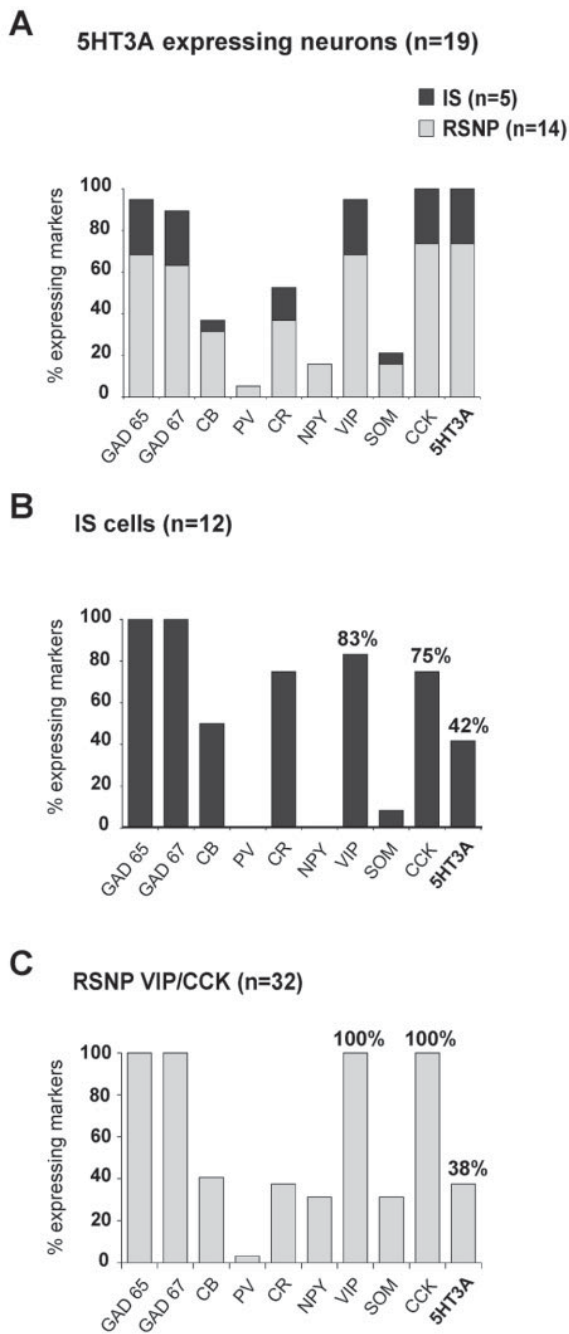 A
5HT3A expressing neurons (n=19)
IS (n=5)
RSNP (n=14)
% expressing markers
100
80
60
40
20
0
GAD 65
GAD 67
CB
PV
CR
NPY
VIP
SOM
CCK
5HT3A
B
IS cells (n=12)
% expressing markers
100
80
60
40
20
0
83%
75%
42%
GAD 65
GAD 67
CB
PV
CR
NPY
VIP
SOM
CCK
5HT3A
C
RSNP VIP/CCK (n=32)
% expressing markers
100
80
60
40
20
0
100%
100%
38%
GAD 65
GAD 67
CB
PV
CR
NPY
VIP
SOM
CCK
5HT3A